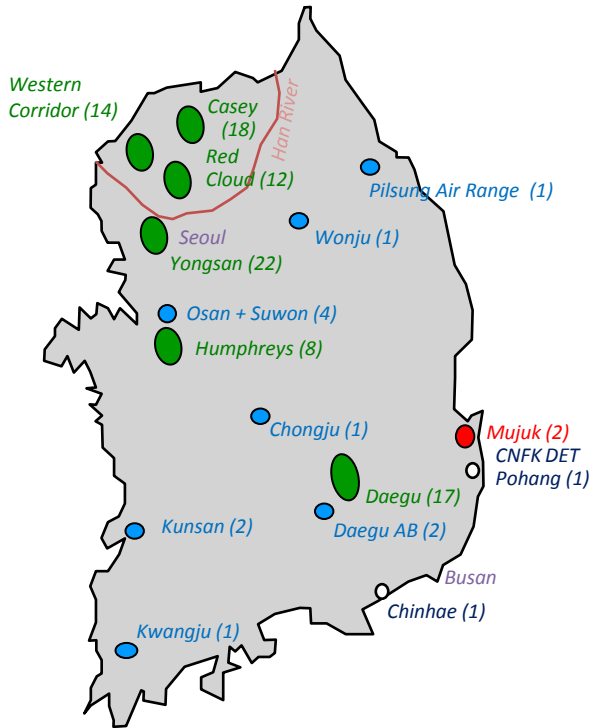 Western
Corridor (14)
Casey
(18)
Red
Cloud (12)
Han River
Pilsung Air Range (1)
Seoul
Wonju (1)
Yongsan (22)
Osan + Suwon (4)
Humphreys (8)
Chongju (1)
Mujuk (2)
CNFK DET
Pohang (1)
Daegu (17)
Kunsan (2)
Daegu AB (2)
Busan
Chinhae (1)
Kwangju (1)